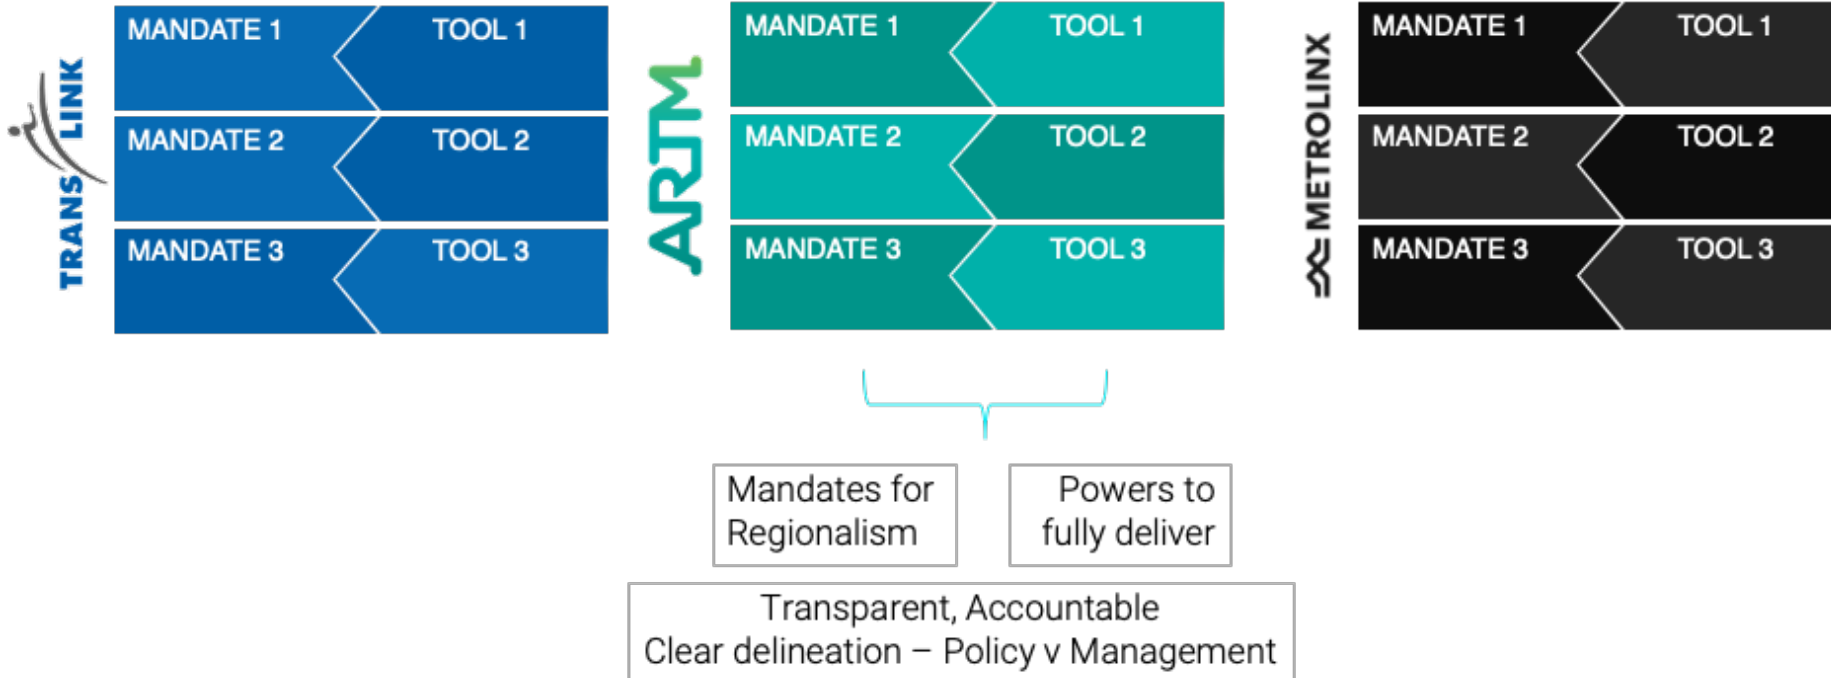 TRANSLINK
MANDATE 1
TOOL 1
MANDATE 2
TOOL 2
MANDATE 3
TOOL 3
ARTM
MANDATE 1
TOOL 1
MANDATE 2
TOOL 2
MANDATE 3
TOOL 3
METROLINX
MANDATE 1
TOOL 1
MANDATE 2
TOOL 2
MANDATE 3
TOOL 3
Mandates for
Regionalism
Powers to
fully deliver
Transparent, Accountable
Clear delineation – Policy v Management